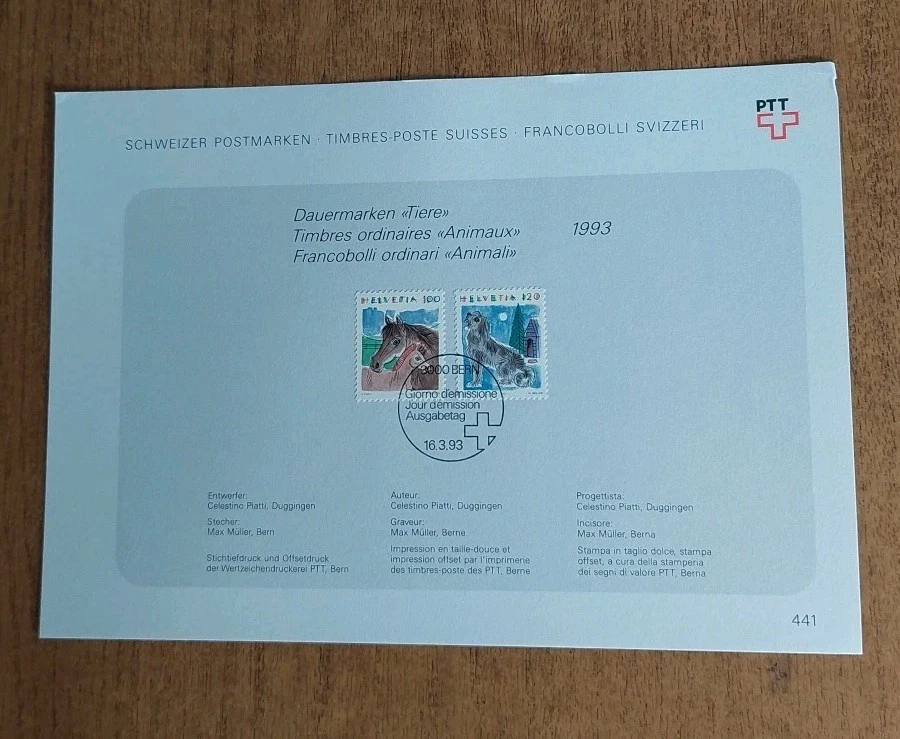 PTT
SCHWEIZER POSTMARKEN · TIMBRES-POSTE SUISSES · FRANCOBOLLI SVIZZERI
Dauermarken «Tiere»
Timbres ordinaires «Animaux» 1993
Francobolli ordinari «Animali»
HELVETIA 100
HELVETIA 120
3000 BERN
Giorno d'emissione
Jour d'émission
Ausgabetag
16.3.93
Entwerfer:
Celestino Piatti, Duggingen
Stecher:
Max Müller, Bern
Stichtiefdruck und Offsetdruck
der Wertzeichendruckerei PTT, Bern
Auteur:
Celestino Piatti, Duggingen
Graveur:
Max Müller, Berne
Impression en taille-douce et
impression offset par l'imprimerie
des timbres-poste des PTT, Berne
Progettista:
Celestino Piatti, Duggingen
Incisore:
Max Müller, Berna
Stampa in taglio dolce, stampa
offset, a cura della stamperia
dei segni di valore PTT, Berna
441